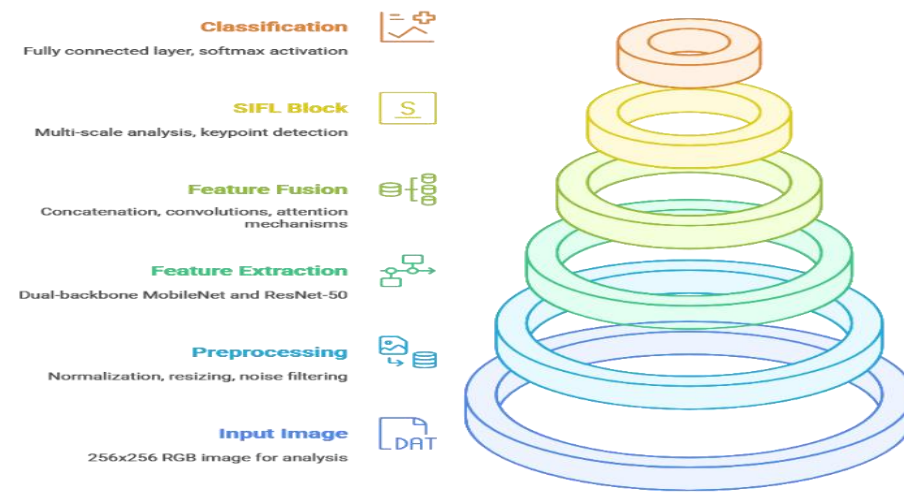 Classification
Fully connected layer, softmax activation
SIFL Block
S
Multi-scale analysis, keypoint detection
Feature Fusion
Concatenation, convolutions, attention
mechanisms
Feature Extraction
Dual-backbone MobileNet and ResNet-50
Preprocessing
Normalization, resizing, noise filtering
Input Image
DAT
256x256 RGB image for analysis